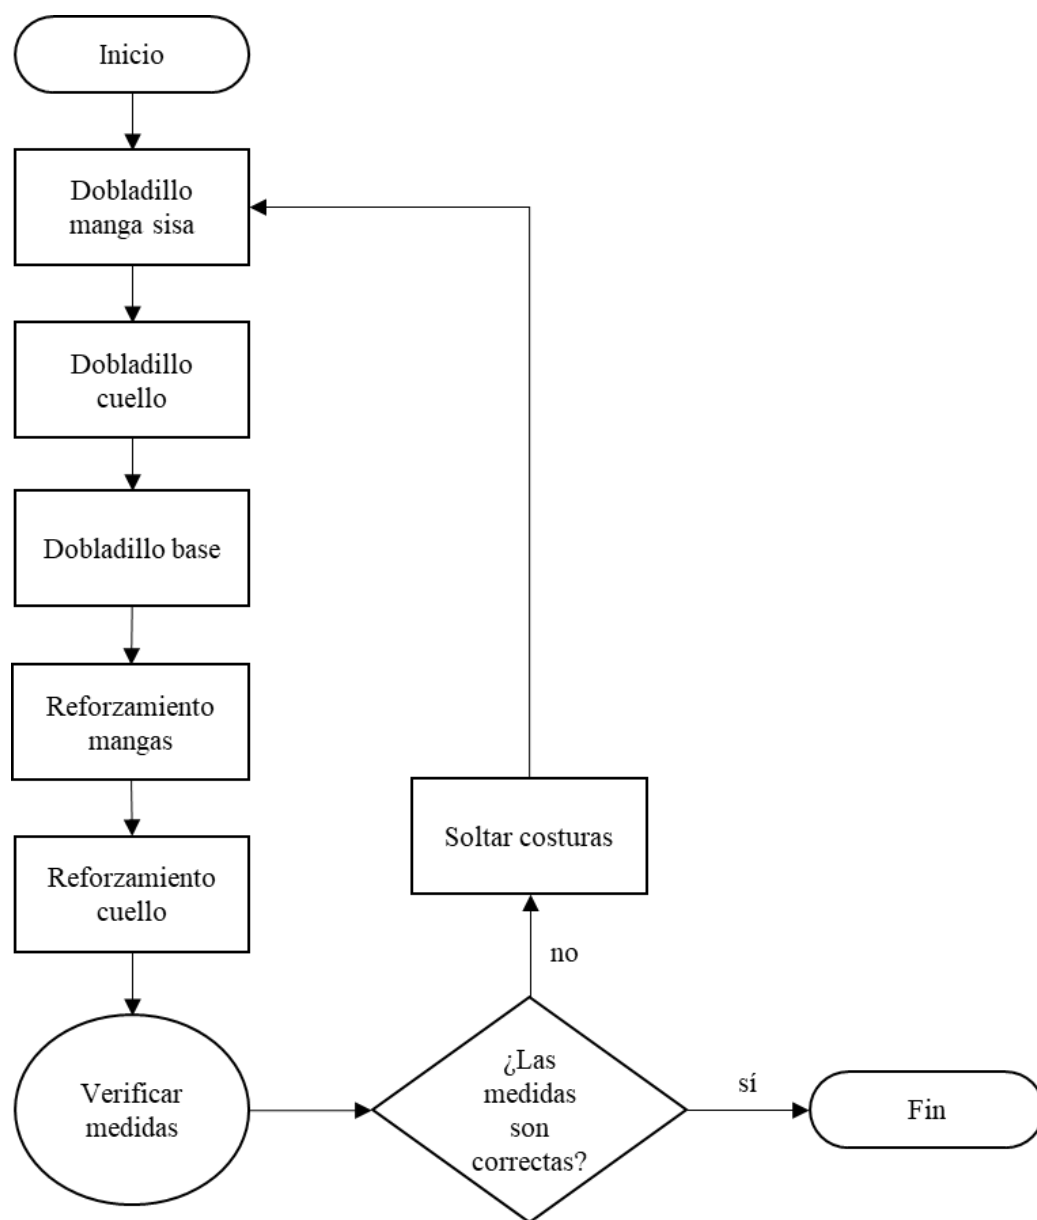 Inicio
Dobladillo
manga sisa
Dobladillo
cuello
Dobladillo base
Reforzamiento
mangas
Reforzamiento
cuello
Verificar
medidas
¿Las
medidas
son
correctas?
no
Soltar costuras
sí
Fin